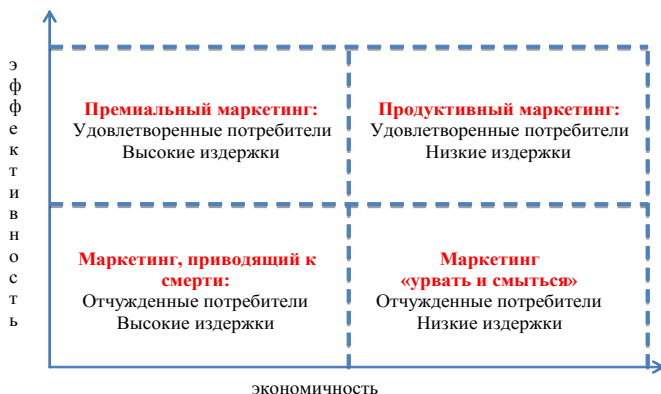 эффективность
Премиальный маркетинг:
Удовлетворенные потребители
Высокие издержки
Продуктивный маркетинг:
Удовлетворенные потребители
Низкие издержки
Маркетинг, приводящий к
смерти:
Отчужденные потребители
Высокие издержки
Маркетинг
«урвать и смыться»
Отчужденные потребители
Низкие издержки
экономичность